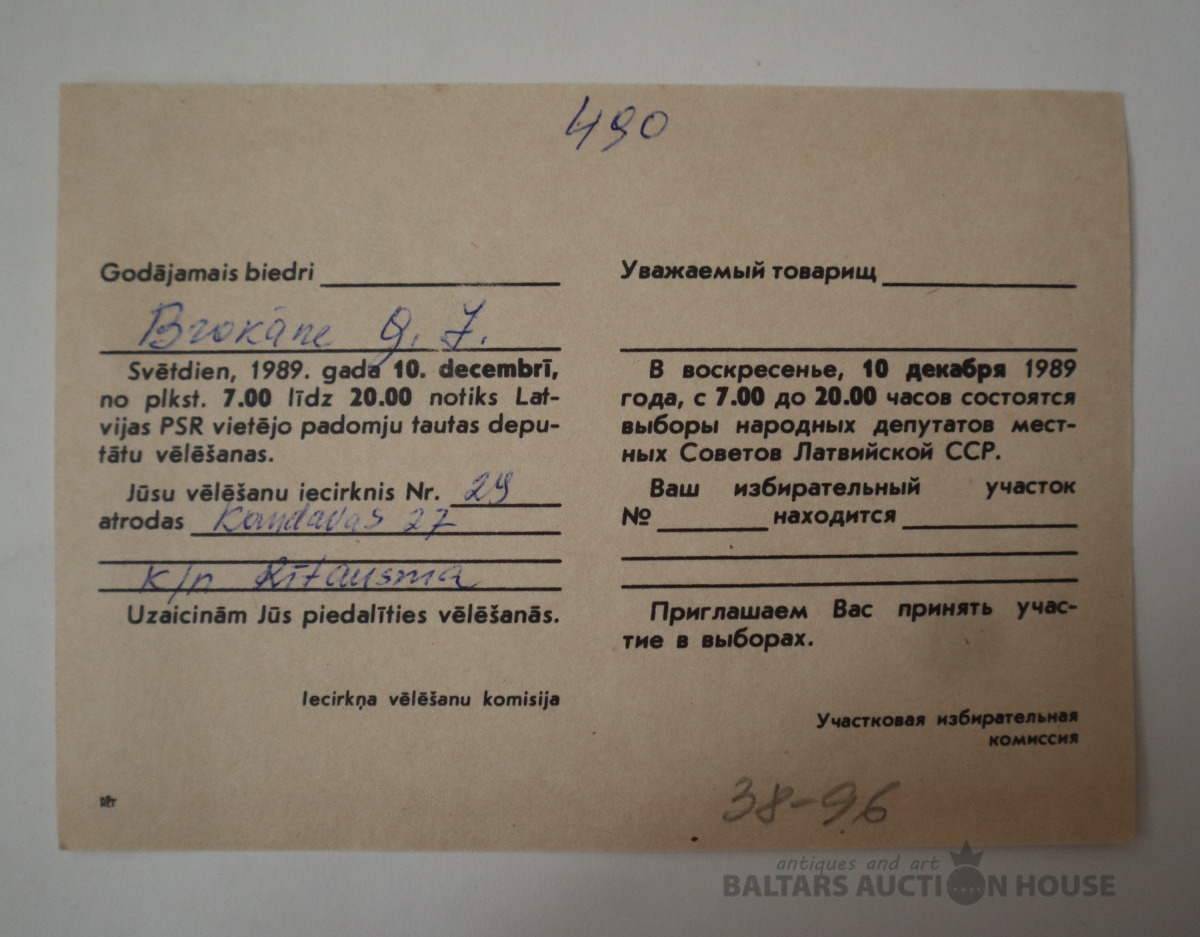 490
Godājamais biedri
Brokāne
Svētdien, 1989. gada 10. decembrī,
no plkst. 7.00 līdz 20.00 notiks Lat-
vijas PSR vietējo padomju tautas depu-
tātu vēlēšanas.
Jūsu vēlēšanu iecirknis Nr. 29
atrodas Kandavas 27
k/n Rītausma
Uzaicinām Jūs piedalīties vēlēšanās.
Iecirkņa vēlēšanu komisija
Уважаемый товарищ
В воскресенье, 10 декабря 1989
года, с 7.00 до 20.00 часов состоятся
выборы народных депутатов мест-
ных Советов Латвийской ССР.
Ваш избирательный участок
№ находится
Приглашаем Вас принять учас-
тие в выборах.
Участковая избирательная
комиссия
38-96
antiques and art
BALTARS AUCTION HOUSE